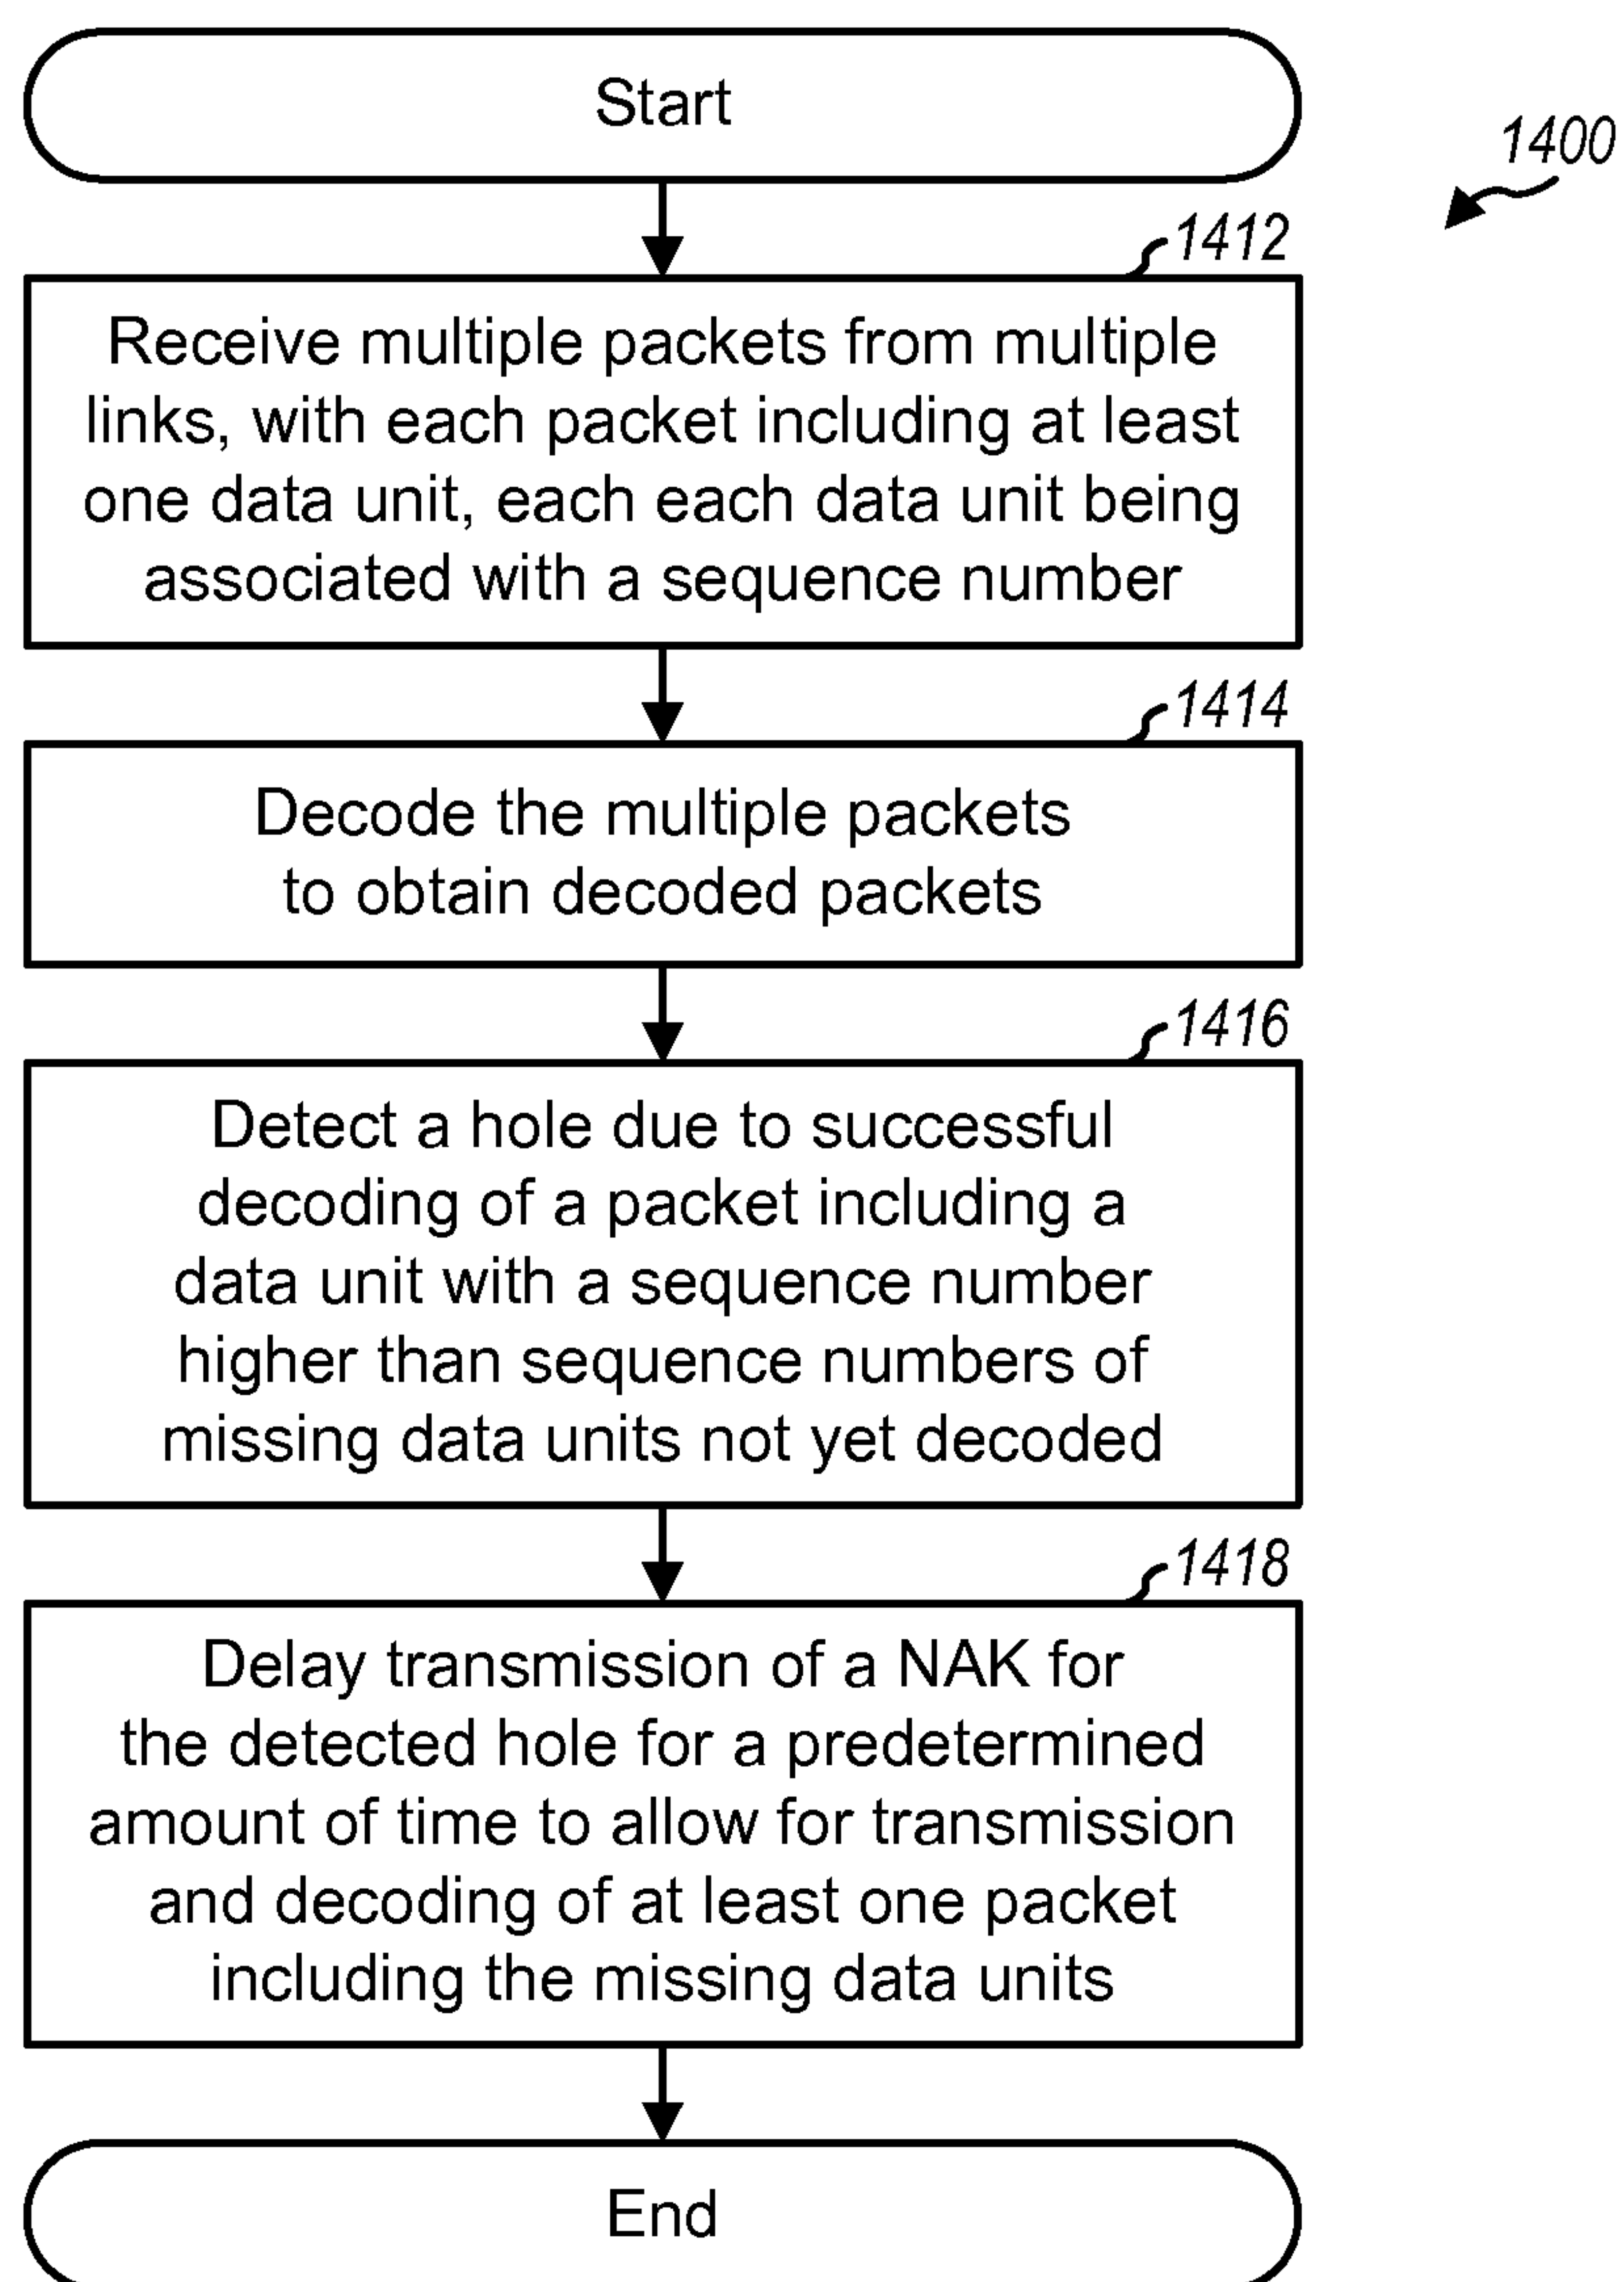 Start
1400
1412
Receive multiple packets from multiple
links, with each packet including at least
one data unit, each each data unit being
associated with a sequence number
1414
Decode the multiple packets
to obtain decoded packets
1416
Detect a hole due to successful
decoding of a packet including a
data unit with a sequence number
higher than sequence numbers of
missing data units not yet decoded
1418
Delay transmission of a NAK for
the detected hole for a predetermined
amount of time to allow for transmission
and decoding of at least one packet
including the missing data units
End